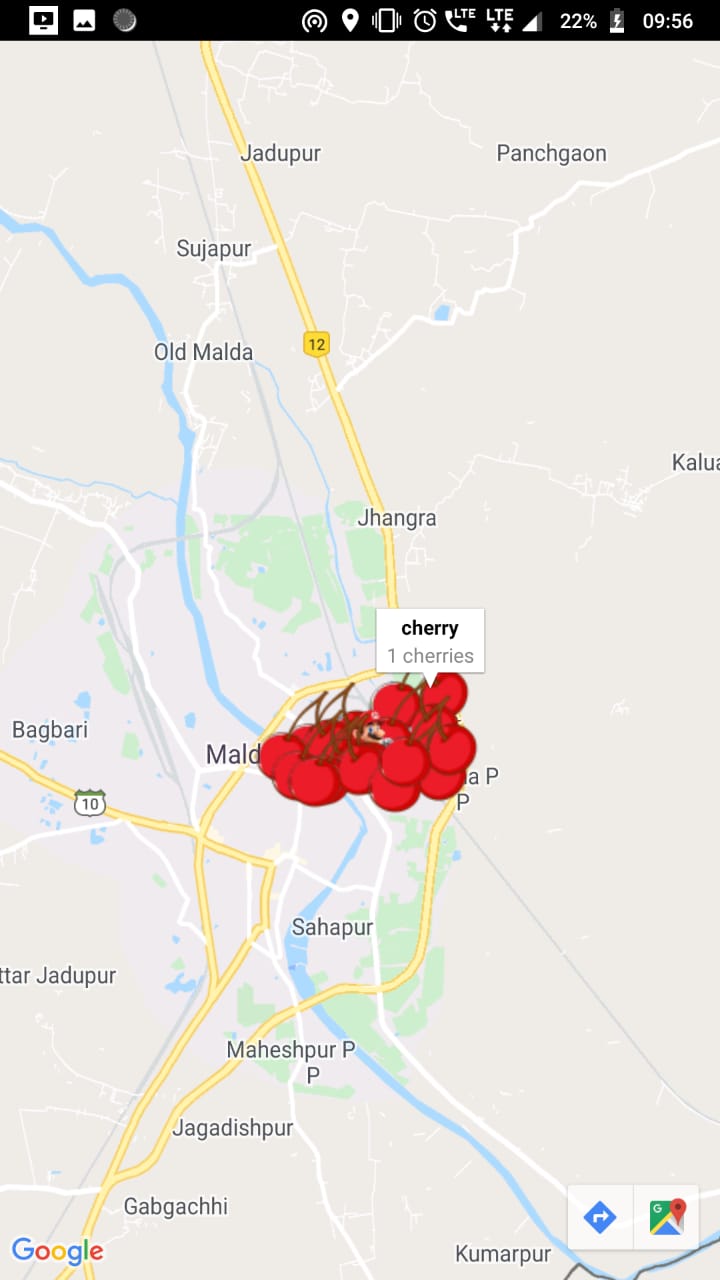 22% 09:56
LTE LTE
Jadupur
Panchgaon
Sujapur
12
Old Malda
Kalua
Jhangra
cherry
1 cherries
Bagbari
Mald
a P
P
10
Sahapur
ttar Jadupur
Maheshpur P
P
Jagadishpur
Gabgachhi
G
Google
Kumarpur